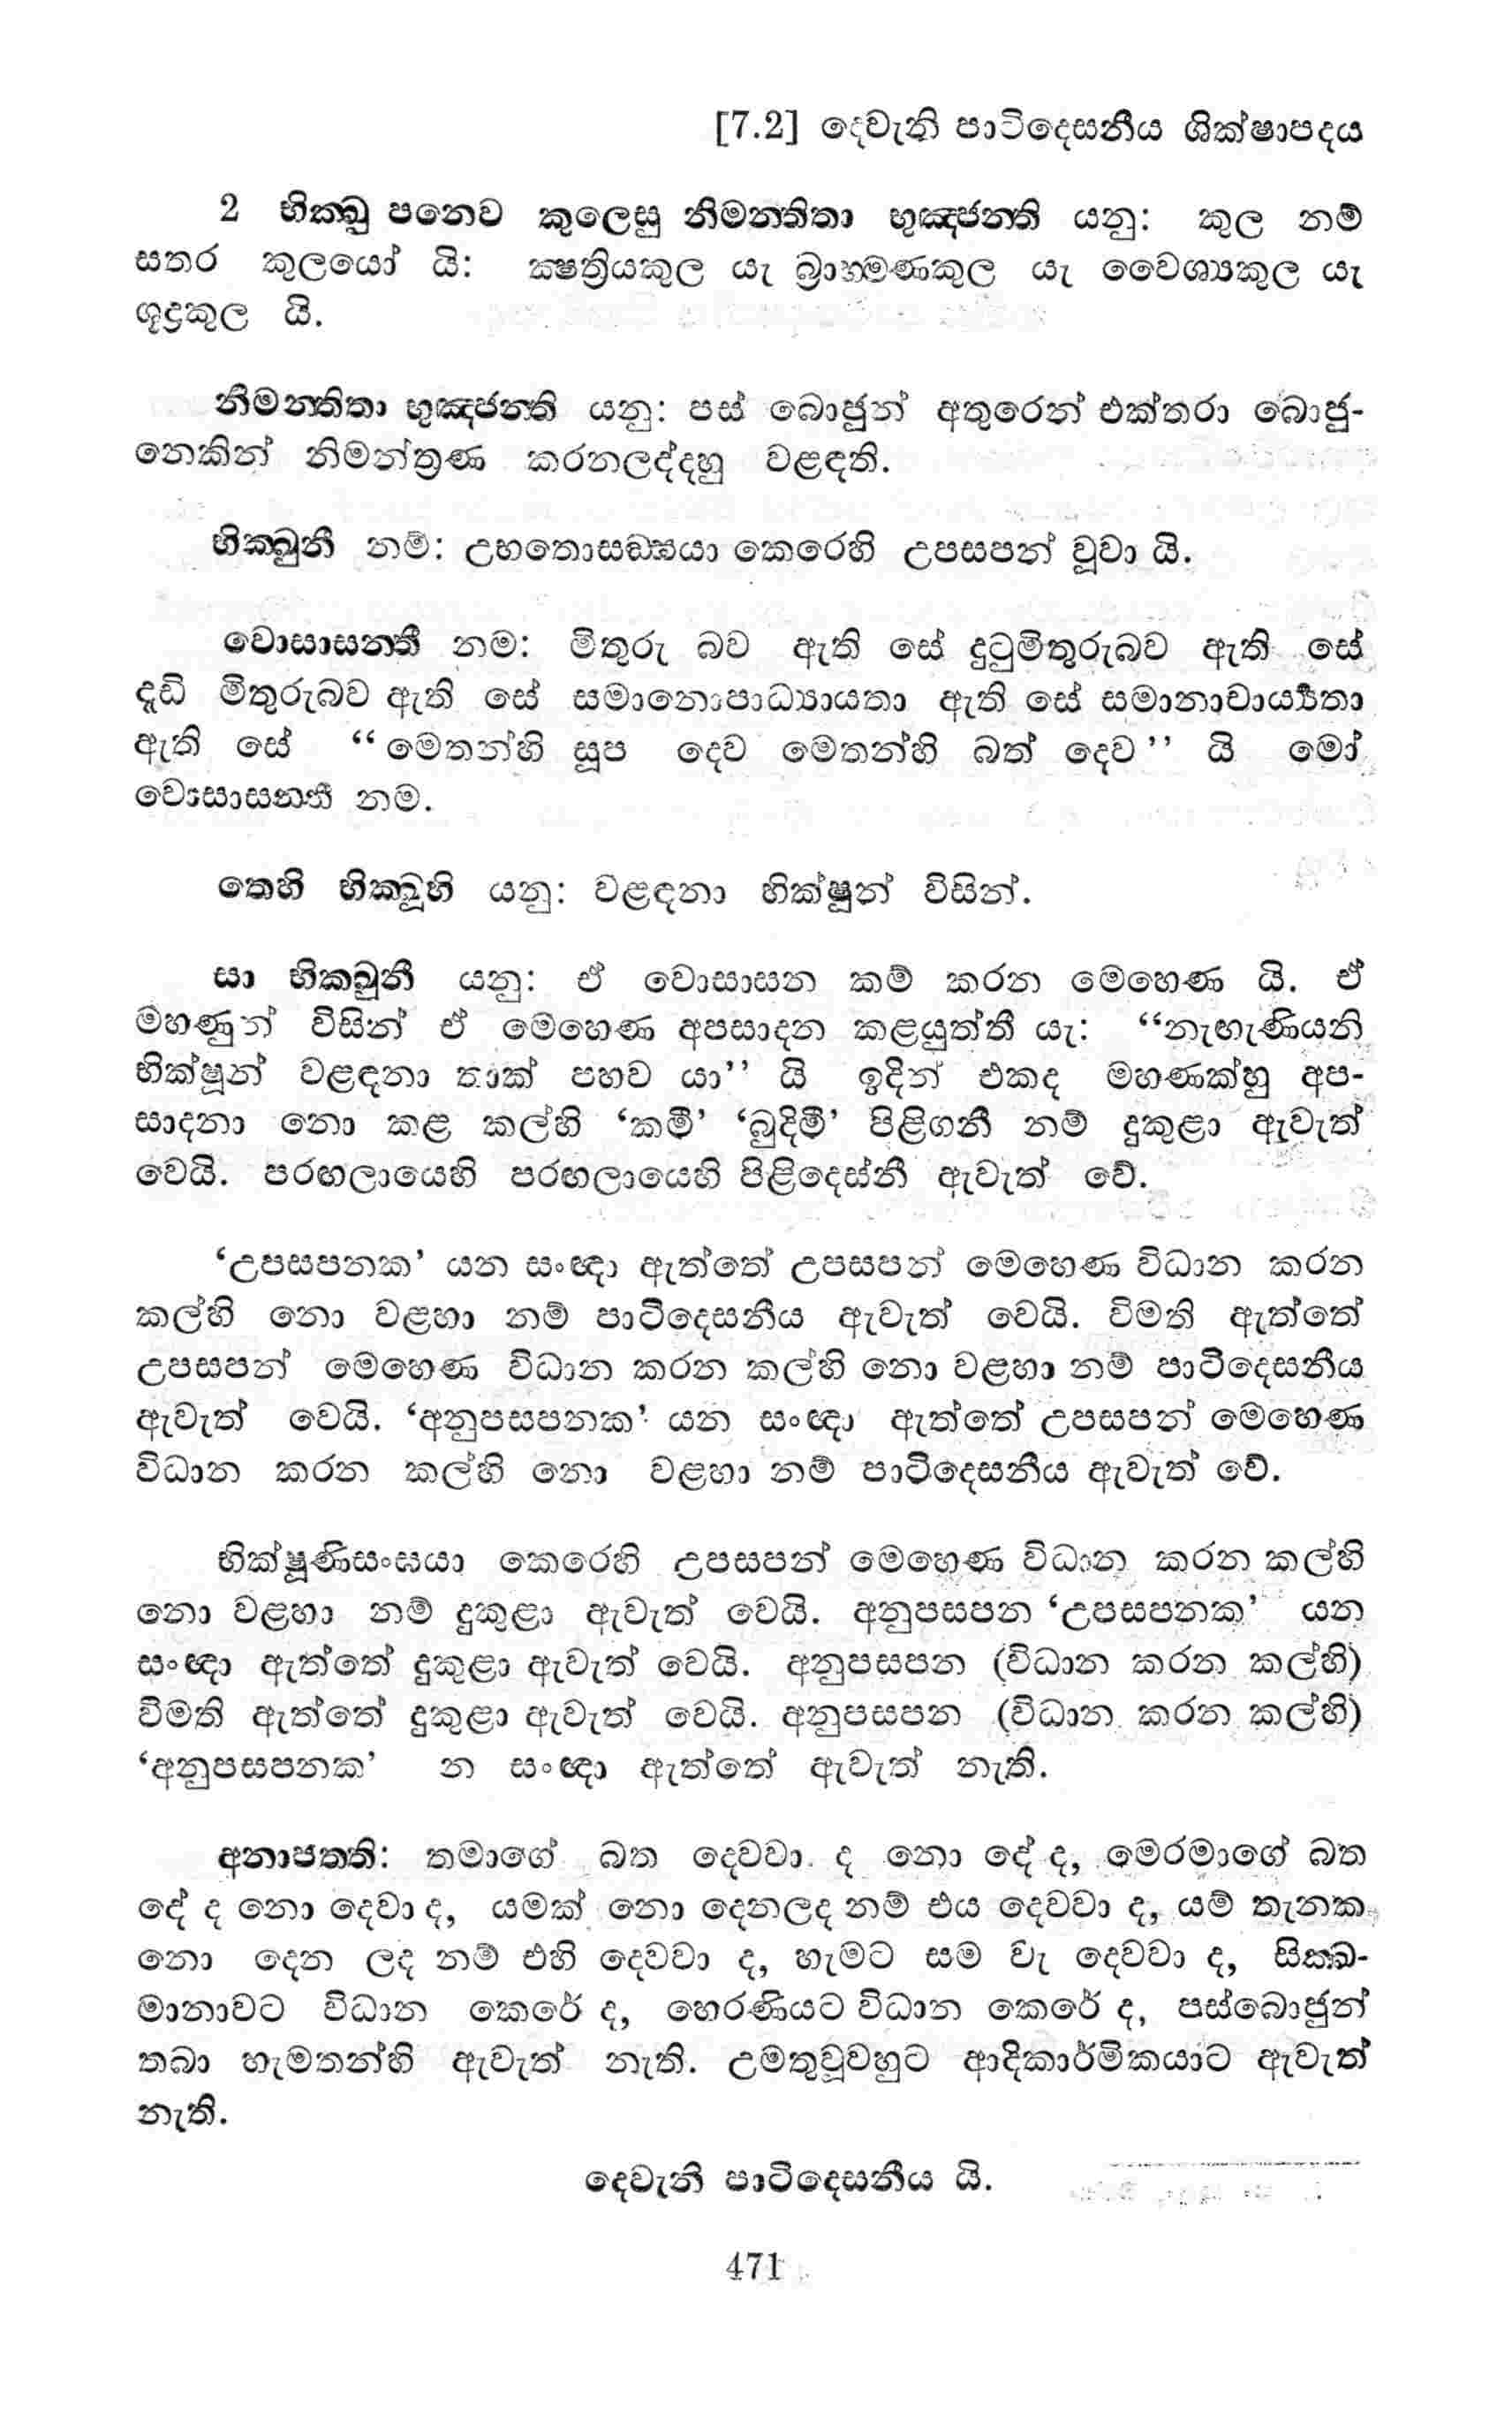 [7.2] දෙවැනි පාටිදෙසනීය ශික්ෂාපදය
2 භික්ඛු පනෙව කුලෙසු නිමන්තිතා භුඤ්ජන්ති යනු: කුල නම්
සතර කුලයෝ යි: ක්‍ෂත්‍රියකුල යැ බ්‍රාහ්මණකුල යැ වෛශ්‍යකුල යැ
ශුද්‍රකුල යි.
නිමන්තිතා භුඤ්ජන්ති යනු: පස් බොජුන් අතුරෙන් එක්තරා බොජු-
නෙකින් නිමන්ත්‍රණ කරනලද්දහු වළඳති.
භික්ඛුනී නම්: උභතොසඞ්ඝයා කෙරෙහි උපසපන් වූවා යි.
වොසාසන්තී නම: මිතුරු බව ඇති සේ දුටුමිතුරුබව ඇති සේ
දැඩි මිතුරුබව ඇති සේ සමානොපාධ්‍යායතා ඇති සේ සමානාචාර්‍ය්‍යතා
ඇති සේ “මෙතන්හි සූප දෙව මෙතන්හි බත් දෙව” යි මෝ
වොසාසන්තී නම.
තෙහි භික්ඛූහි යනු: වළඳනා භික්ෂූන් විසින්.
සා භික්ඛුනී යනු: ඒ වොසාසන කම් කරන මෙහෙණ යි. ඒ
මහණුන් විසින් ඒ මෙහෙණ අපසාදන කළයුත්තී යැ: “නැඟැණියනි
භික්ෂූන් වළඳනා තාක් පහව යා” යි ඉදින් එකද මහණක්හු අප-
සාදනා නො කළ කල්හි ‘කමී’ ‘බුදිමී’ පිළිගනී නම් දුකුළා ඇවැත්
වෙයි. පරඟලායෙහි පරඟලායෙහි පිළිදෙස්නී ඇවැත් වේ.
‘උපසපනක’ යන සංඥා ඇත්තේ උපසපන් මෙහෙණ විධාන කරන
කල්හි නො වළහා නම් පාටිදෙසනීය ඇවැත් වෙයි. විමති ඇත්තේ
උපසපන් මෙහෙණ විධාන කරන කල්හි නො වළහා නම් පාටිදෙසනීය
ඇවැත් වෙයි. ‘අනුපසපනක’ යන සංඥා ඇත්තේ උපසපන් මෙහෙණ
විධාන කරන කල්හි නො වළහා නම් පාටිදෙසනීය ඇවැත් වේ.
භික්ෂූණිසංඝයා කෙරෙහි උපසපන් මෙහෙණ විධාන කරන කල්හි
නො වළහා නම් දුකුළා ඇවැත් වෙයි. අනුපසපන ‘උපසපනක’ යන
සංඥා ඇත්තේ දුකුළා ඇවැත් වෙයි. අනුපසපන (විධාන කරන කල්හි)
විමති ඇත්තේ දුකුළා ඇවැත් වෙයි. අනුපසපන (විධාන කරන කල්හි)
‘අනුපසපනක’ න සංඥා ඇත්තේ ඇවැත් නැති.
අනාපත්ති: තමාගේ බත දෙවවා ද නො දේ ද, මෙරමාගේ බත
දේ ද නො දෙවා ද, යමක් නො දෙනලද නම් එය දෙවවා ද, යම් තැනක
නො දෙන ලද නම් එහි දෙවවා ද, හැමට සම වැ දෙවවා ද, සික්ඛ-
මානාවට විධාන කෙරේ ද, හෙරණියට විධාන කෙරේ ද, පස්බොජුන්
තබා හැමතන්හි ඇවැත් නැති. උමතුවූවහුට ආදිකාර්මිකයාට ඇවැත්
නැති.
දෙවැනි පාටිදෙසනීය යි.
471